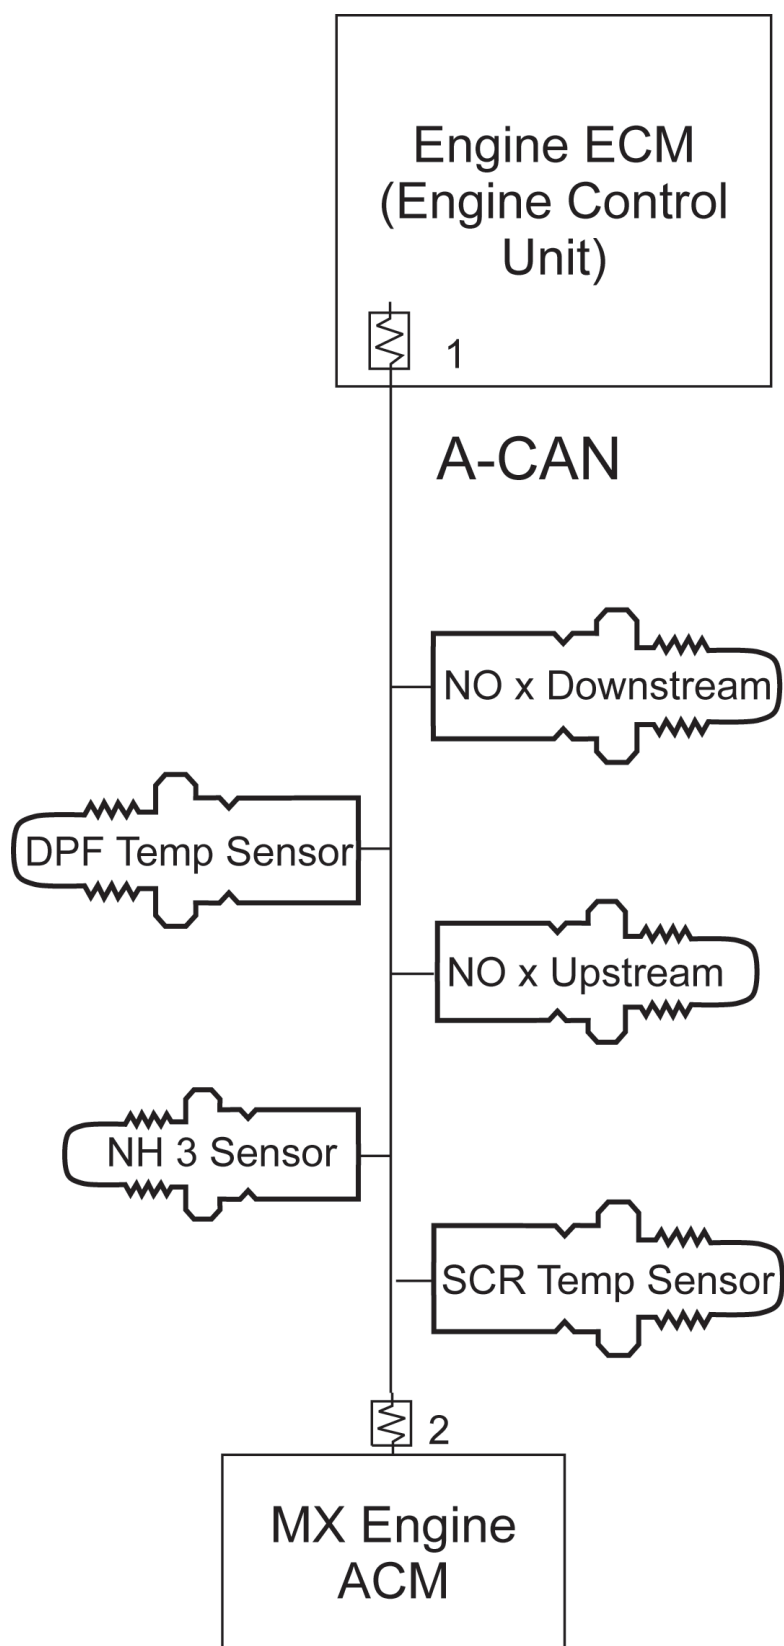 Engine ECM
(Engine Control
Unit)
1
A-CAN
NO x Downstream
DPF Temp Sensor
NO x Upstream
NH 3 Sensor
SCR Temp Sensor
2
MX Engine
ACM